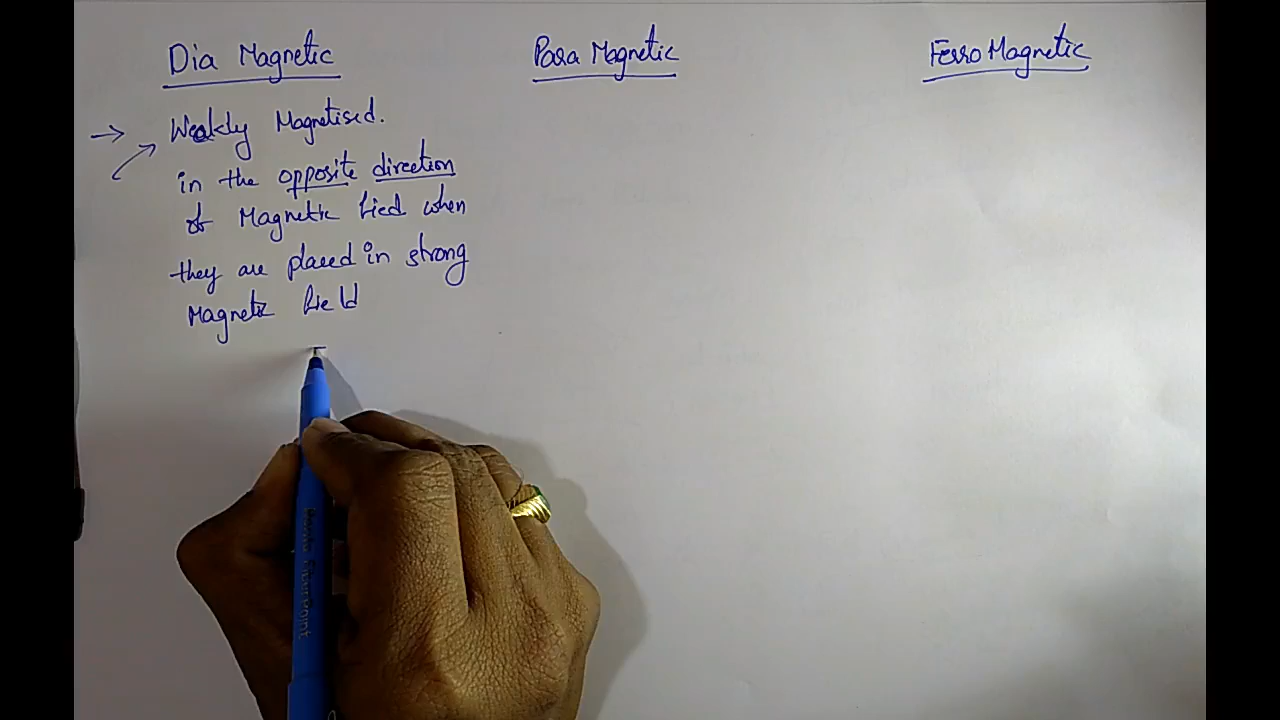 Dia Magnetic
Para Magnetic
Ferro Magnetic
→ Weakly Magnetised.
in the opposite direction
of Magnetic Fied when
they are placed in strong
Magnetic Field